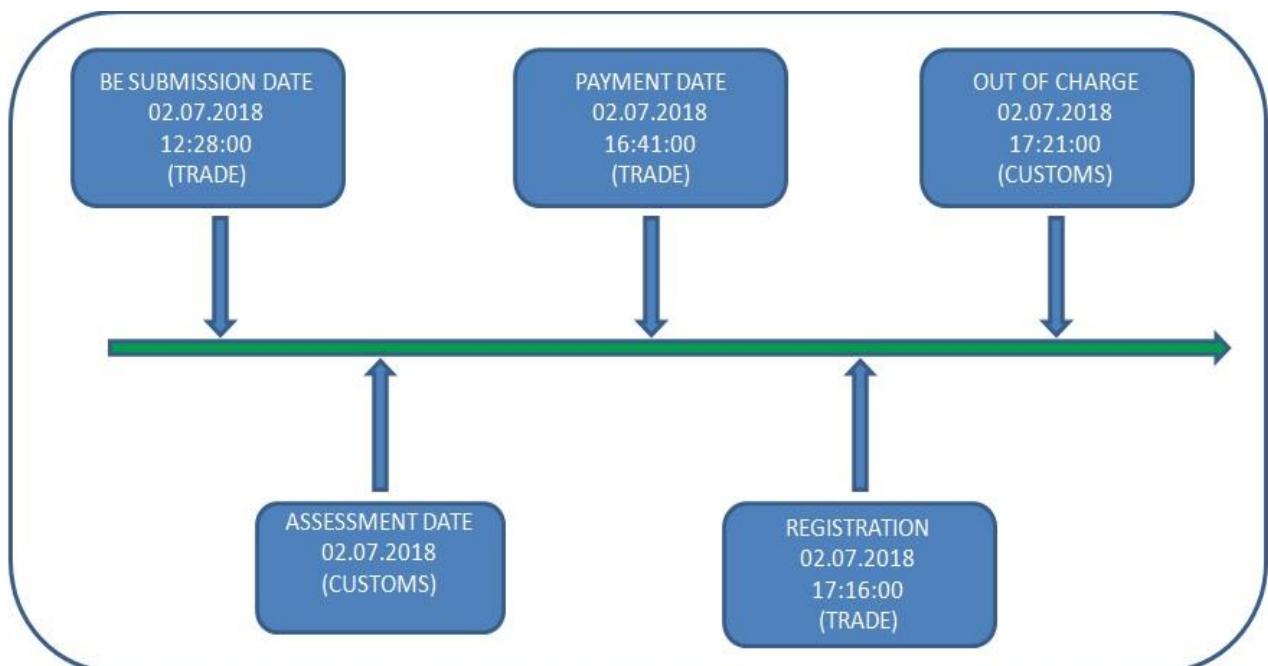 BE SUBMISSION DATE
02.07.2018
12:28:00
(TRADE)
PAYMENT DATE
02.07.2018
16:41:00
(TRADE)
OUT OF CHARGE
02.07.2018
17:21:00
(CUSTOMS)
ASSESSMENT DATE
02.07.2018
(CUSTOMS)
REGISTRATION
02.07.2018
17:16:00
(TRADE)